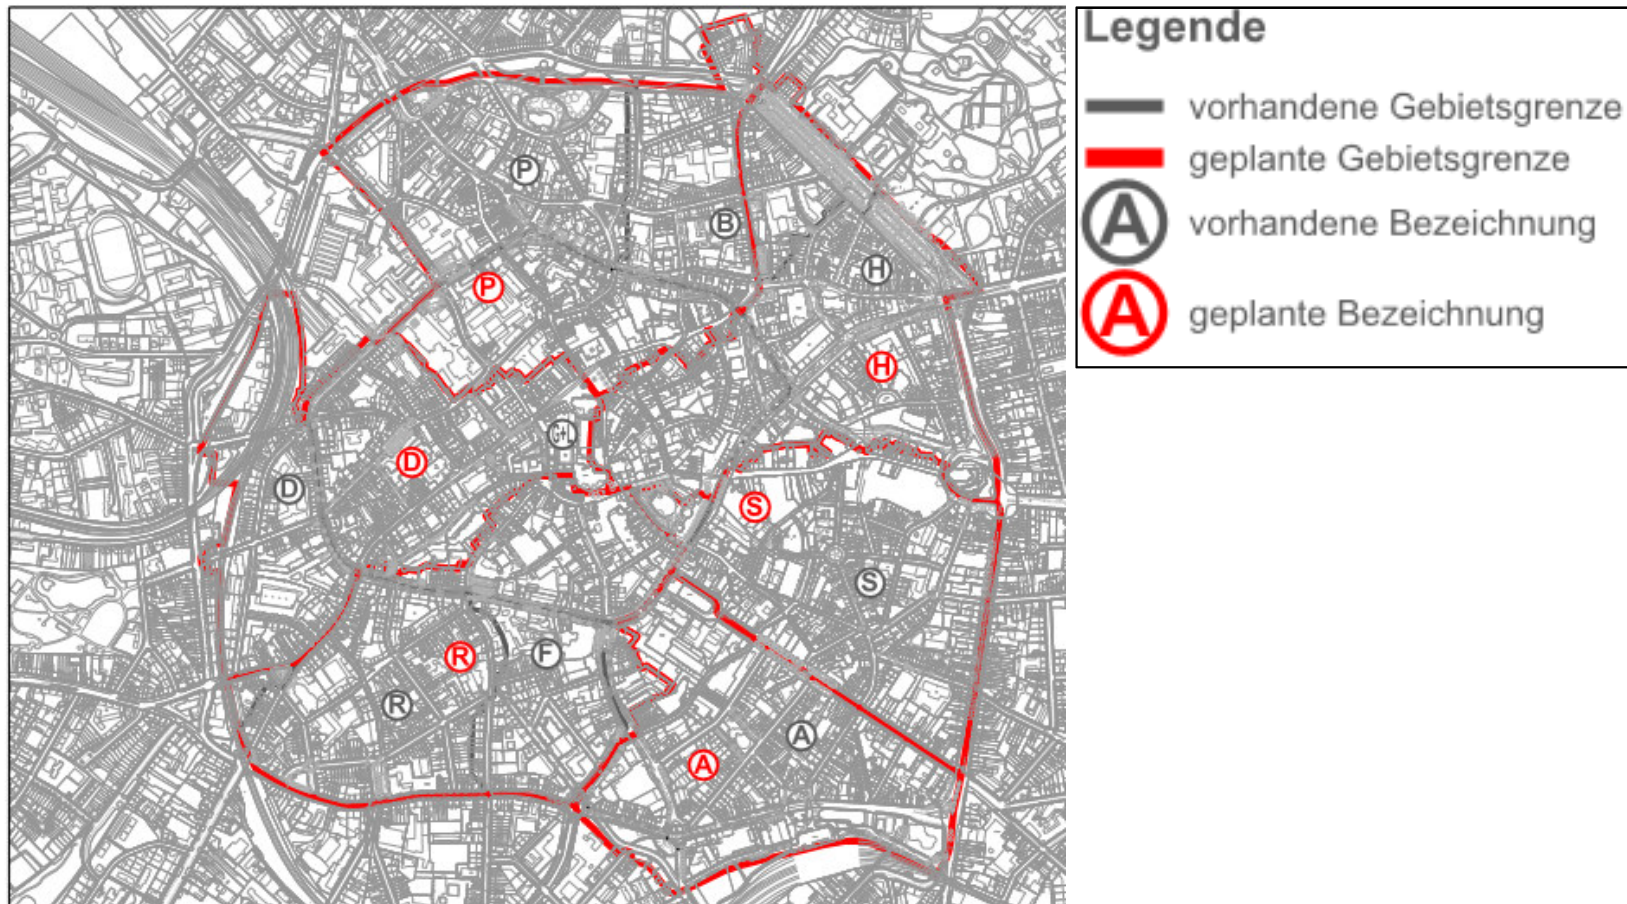 Legende
vorhandene Gebietsgrenze
geplante Gebietsgrenze
A vorhandene Bezeichnung
A geplante Bezeichnung
P
B
H
P
H
G+L
D
D
S
S
F
R
R
A
A